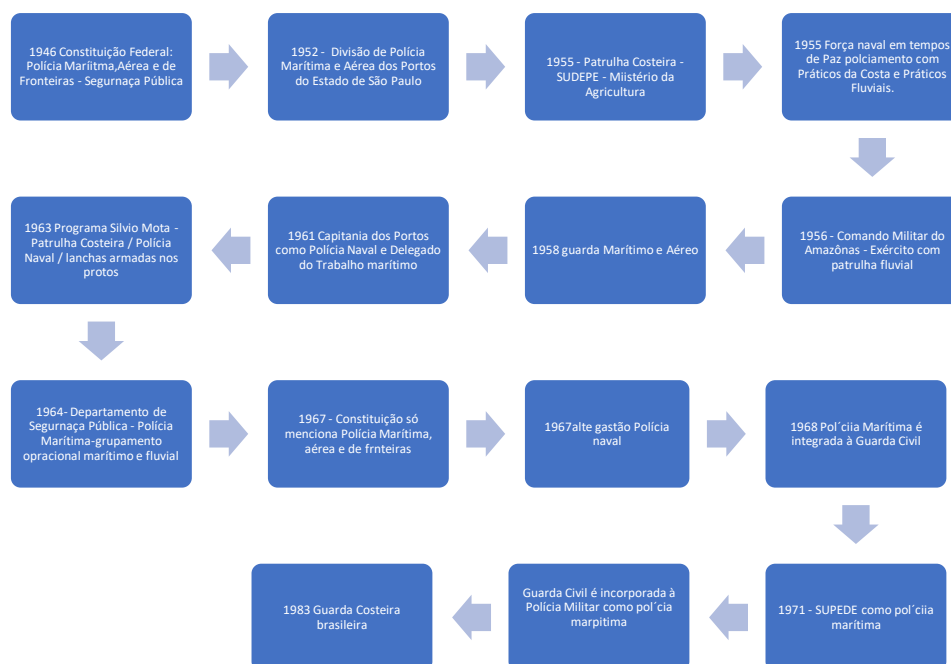 1946 Constituição Federal:
Polícia Mariítma,Aérea e de
Fronteiras - Segurnaça Pública
1952 - Divisão de Polícia
Marítima e Aérea dos Portos
do Estado de São Paulo
1955 - Patrulha Costeira -
SUDEPE - Miistério da
Agricultura
1955 Força naval em tempos
de Paz polciamento com
Práticos da Costa e Práticos
Fluviais.
1956 - Comando Militar do
Amazônas - Exército com
patrulha fluvial
1958 guarda Marítimo e Aéreo
1961 Capitania dos Portos
como Polícia Naval e Delegado
do Trabalho marítimo
1963 Programa Silvio Mota -
Patrulha Costeira / Polícia
Naval / lanchas armadas nos
protos
1964- Departamento de
Segurnaça Pública - Polícia
Marítima-grupamento
opracional marítimo e fluvial
1967 - Constituição só
menciona Polícia Marítima,
aérea e de frnteiras
1967alte gastão Polícia
naval
1968 Pol´ciia Marítima é
integrada à Guarda Civil
1971 - SUPEDE como pol´ciia
marítima
Guarda Civil é incorporada à
Polícia Militar como pol´cia
marpitima
1983 Guarda Costeira
brasileira